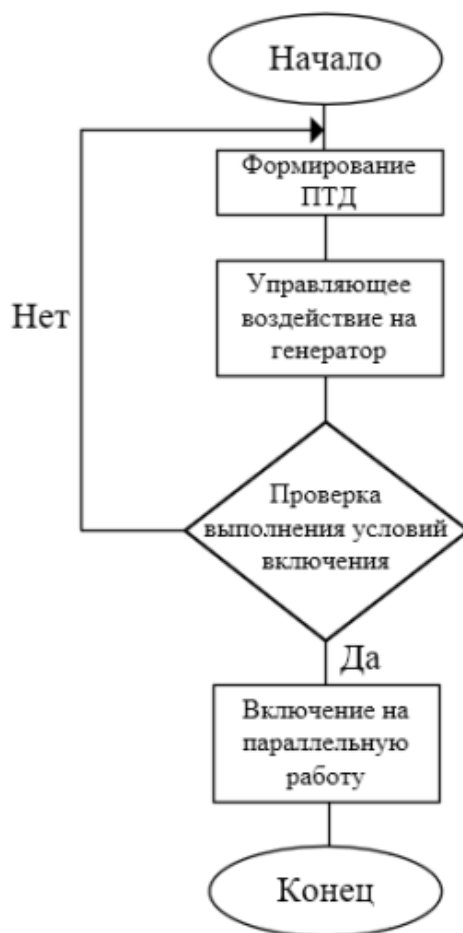 Начало
Формирование
ПТД
Управляющее
воздействие на
генератор
Нет
Проверка
выполнения условий
включения
Да
Включение на
параллельную
работу
Конец